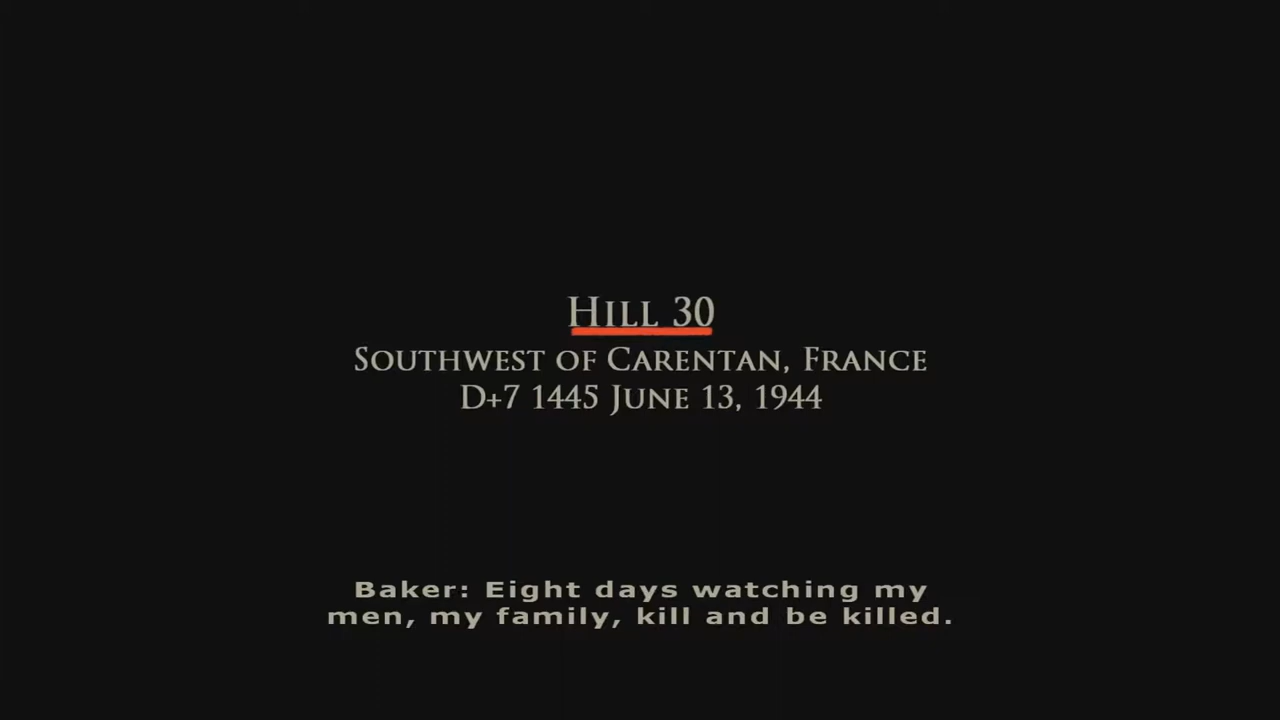 Hill 30
Southwest of Carentan, France
D+7 1445 June 13, 1944
Baker: Eight days watching my
men, my family, kill and be killed.